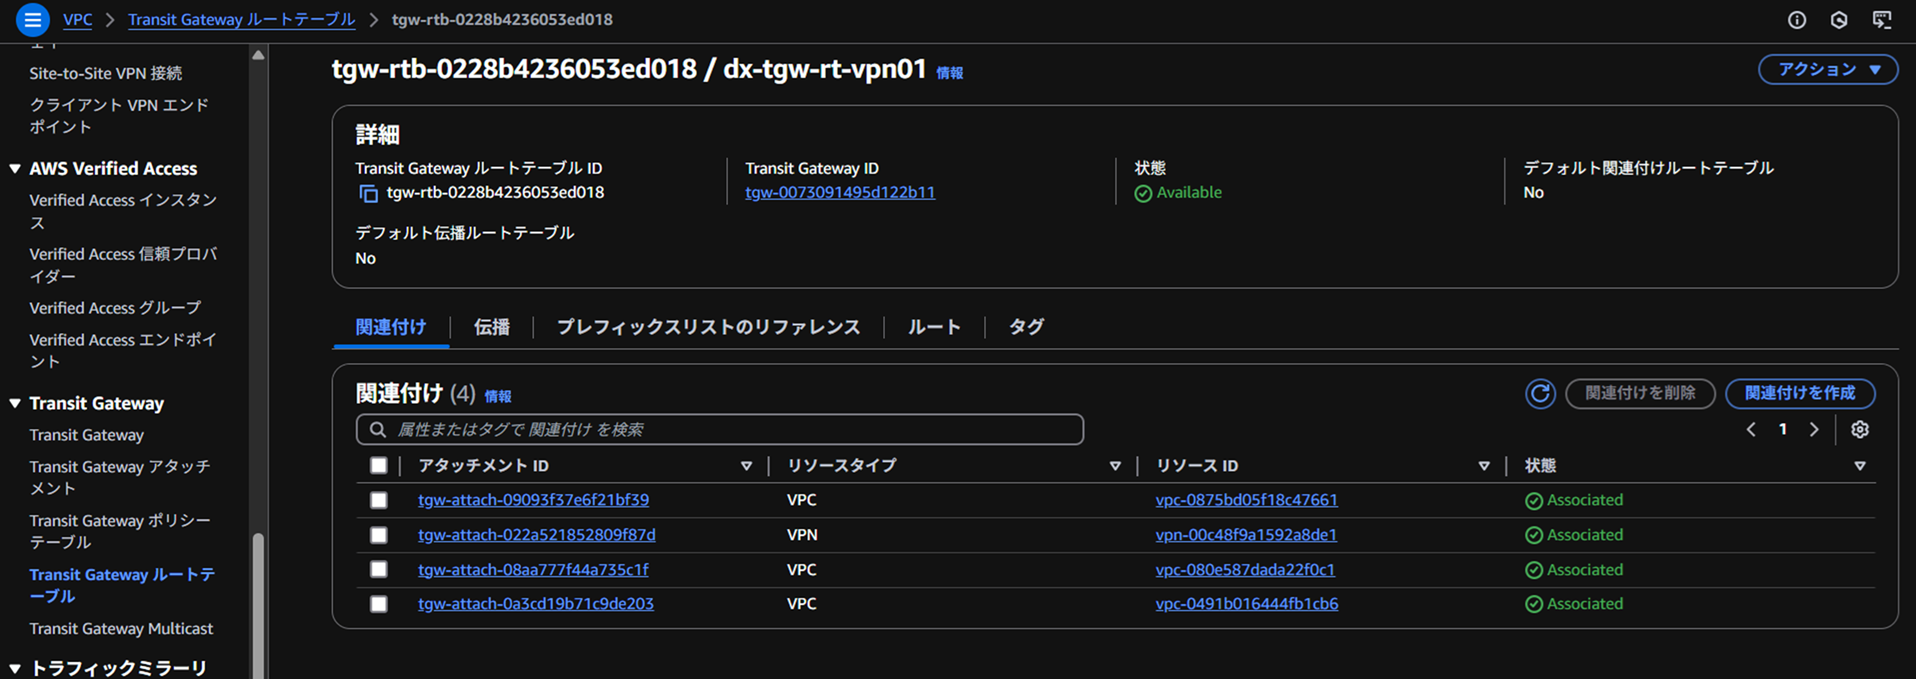 VPC > Transit Gateway ルートテーブル > tgw-rtb-0228b4236053ed018
Site-to-Site VPN 接続
クライアント VPN エンド
ポイント
AWS Verified Access
Verified Access インスタン
ス
Verified Access 信頼プロバ
イダー
Verified Access グループ
Verified Access エンドポイ
ント
Transit Gateway
Transit Gateway
Transit Gateway アタッチ
メント
Transit Gateway ポリシー
テーブル
Transit Gateway ルートテ
ーブル
Transit Gateway Multicast
トラフィックミラーリ
tgw-rtb-0228b4236053ed018 / dx-tgw-rt-vpn01 情報
アクション
詳細
Transit Gateway ルートテーブル ID
tgw-rtb-0228b4236053ed018
Transit Gateway ID
tgw-0073091495d122b11
状態
Available
デフォルト関連付けルートテーブル
No
デフォルト伝播ルートテーブル
No
関連付け 伝播 プレフィックスリストのリファレンス ルート タグ
関連付け (4) 情報
関連付けを削除 関連付けを作成
属性またはタグで 関連付け を検索
1
アタッチメント ID リソースタイプ リソース ID 状態
tgw-attach-09093f37e6f21bf39 VPC vpc-0875bd05f18c47661 Associated
tgw-attach-022a521852809f87d VPN vpn-00c48f9a1592a8de1 Associated
tgw-attach-08aa777f44a735c1f VPC vpc-080e587dada22f0c1 Associated
tgw-attach-0a3cd19b71c9de203 VPC vpc-0491b016444fb1cb6 Associated